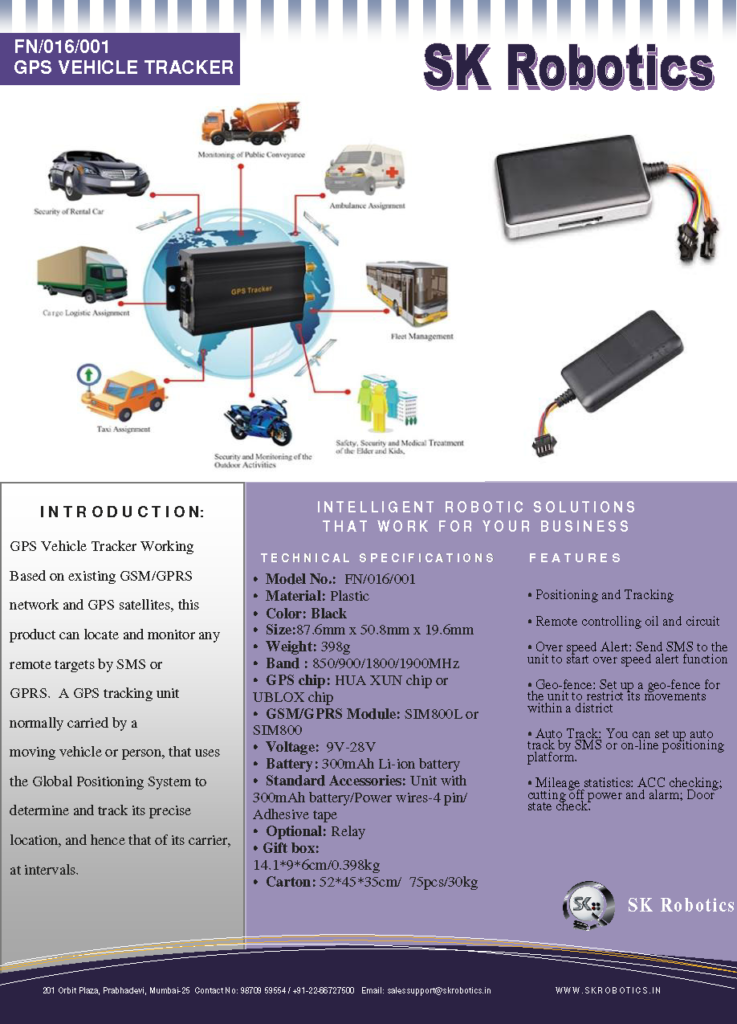 FN/016/001
GPS VEHICLE TRACKER
SK Robotics
Monitoring of Public Conveyance
Security of Rental Car
Ambulance Assignment
GPS Tracker
Cargo Logistic Assignment
Fleet Management
Taxi Assignment
Security and Monitoring of the
Outdoor Activities
Safety, Security and Medical Treatment
of the Elder and Kids,
INTRODUCTION:
GPS Vehicle Tracker Working
Based on existing GSM/GPRS
network and GPS satellites, this
product can locate and monitor any
remote targets by SMS or
GPRS. A GPS tracking unit
normally carried by a
moving vehicle or person, that uses
the Global Positioning System to
determine and track its precise
location, and hence that of its carrier,
at intervals.
INTELLIGENT ROBOTIC SOLUTIONS
THAT WORK FOR YOUR BUSINESS
TECHNICAL SPECIFICATIONS
• Model No.: FN/016/001
• Material: Plastic
• Color: Black
• Size:87.6mm x 50.8mm x 19.6mm
• Weight: 398g
• Band : 850/900/1800/1900MHz
• GPS chip: HUA XUN chip or
UBLOX chip
• GSM/GPRS Module: SIM800L or
SIM800
• Voltage: 9V-28V
• Battery: 300mAh Li-ion battery
• Standard Accessories: Unit with
300mAh battery/Power wires-4 pin/
Adhesive tape
• Optional: Relay
• Gift box:
14.1*9*6cm/0.398kg
• Carton: 52*45*35cm/ 75pcs/30kg
FEATURES
• Positioning and Tracking
• Remote controlling oil and circuit
• Over speed Alert: Send SMS to the
unit to start over speed alert function
• Geo-fence: Set up a geo-fence for
the unit to restrict its movements
within a district
• Auto Track: You can set up auto
track by SMS or on-line positioning
platform.
• Mileage statistics: ACC checking;
cutting off power and alarm; Door
state check.
SK
SK Robotics
201 Orbit Plaza, Prabhadevi, Mumbai-25 Contact No: 98709 59554 / +91-22-66727500 Email: salessupport@skrobotics.in
WWW.SKROBOTICS.IN